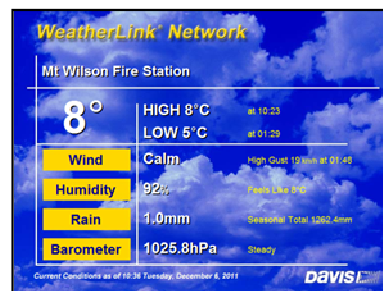 WeatherLink® Network
Mt Wilson Fire Station
8°
HIGH 8°C at 10:23
LOW 5°C at 01:29
Wind Calm High Gust 19 km/h at 01:48
Humidity 92% Feels Like 8°C
Rain 1.0mm Seasonal Total 1262.4mm
Barometer 1025.8hPa Steady
Current Conditions as of 10:36 Tuesday, December 6, 2011
DAVIS